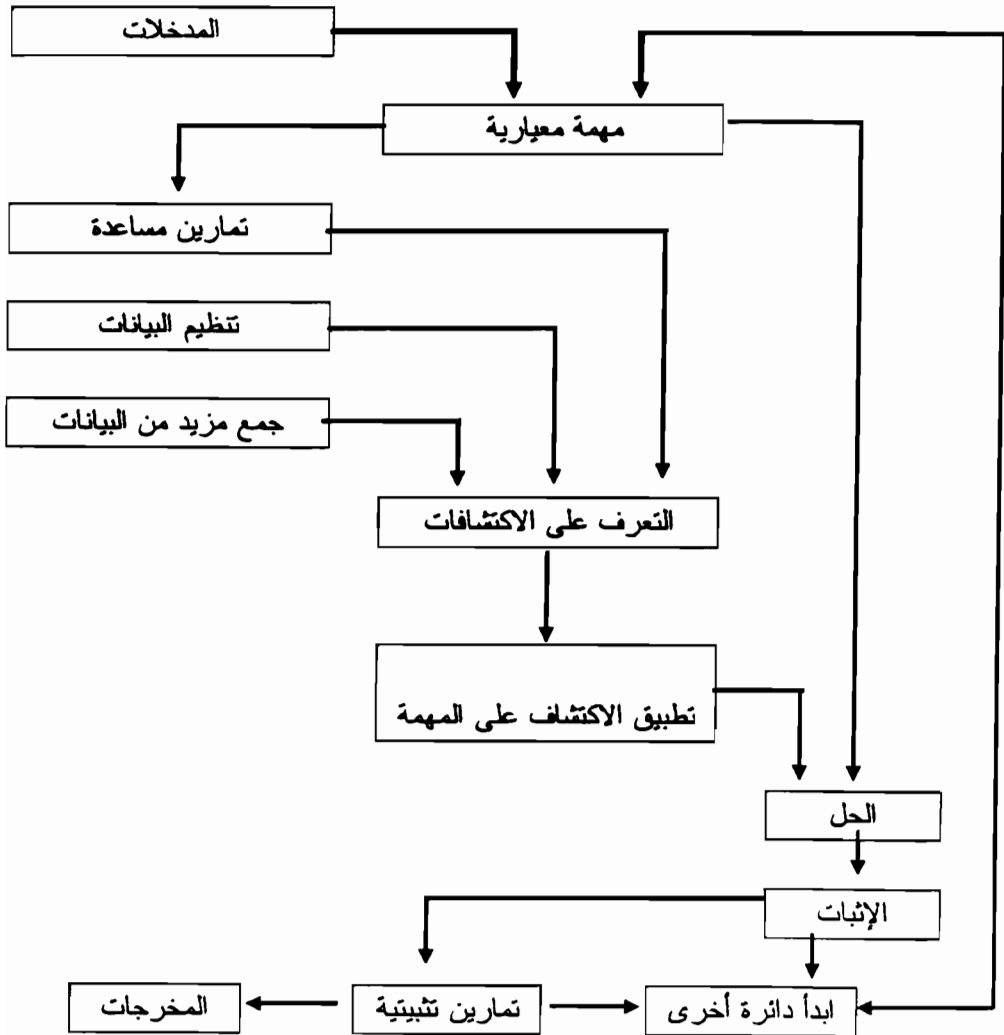 المدخلات
مهمة معيارية
تمارين مساعدة
تنظيم البيانات
جمع مزيد من البيانات
التعرف على الاكتشافات
تطبيق الاكتشاف على المهمة
الحل
الإثبات
ابدأ دائرة أخرى
تمارين تثبيتية
المخرجات